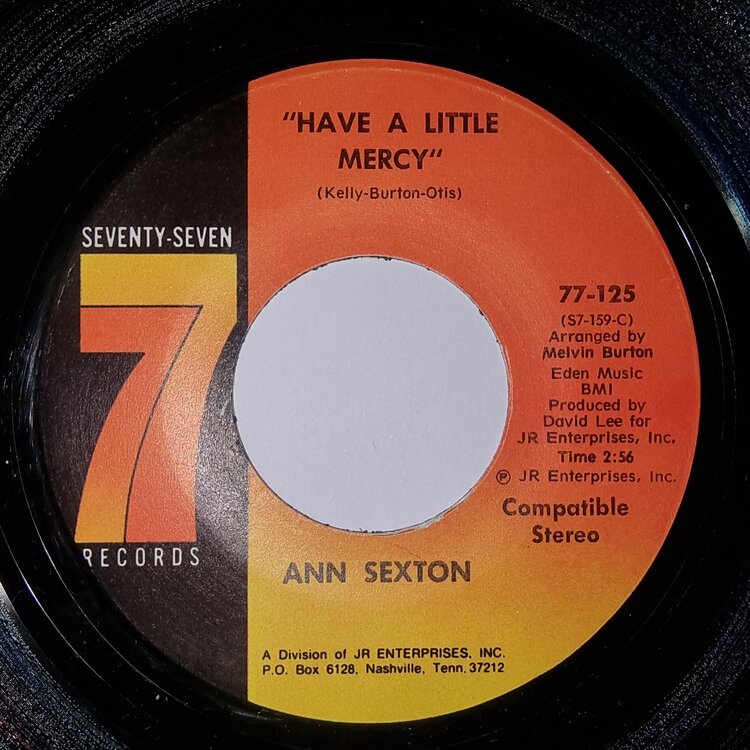 "HAVE A LITTLE
MERCY"
(Kelly-Burton-Otis)
SEVENTY-SEVEN
7
RECORDS
77-125
(S7-159-C)
Arranged by
Melvin Burton
Eden Music
BMI
Produced by
David Lee for
JR Enterprises, Inc.
Time 2:56
℗ JR Enterprises, Inc.
Compatible
Stereo
ANN SEXTON
A Division of JR ENTERPRISES, INC.
P.O. Box 6128, Nashville, Tenn. 37212